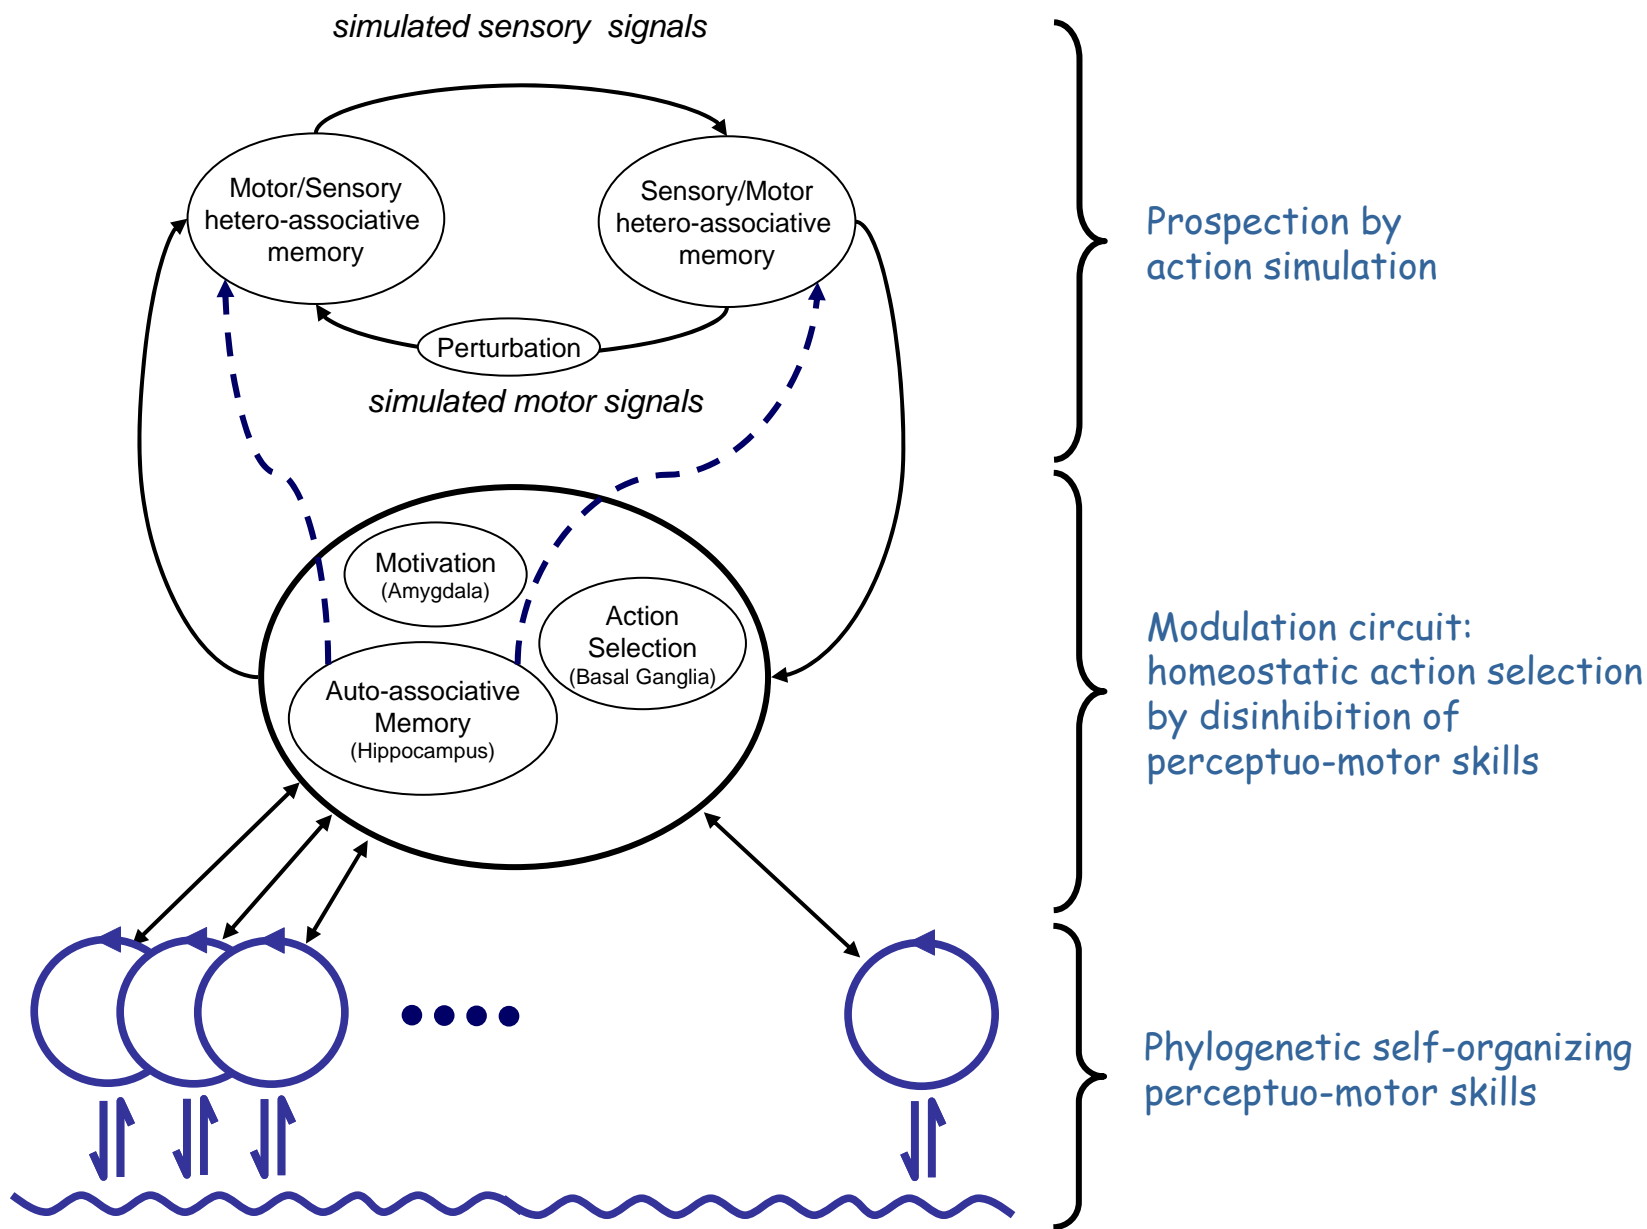 simulated sensory signals
Motor/Sensory
hetero-associative
memory
Sensory/Motor
hetero-associative
memory
Perturbation
simulated motor signals
Prospection by
action simulation
Motivation
(Amygdala)
Action
Selection
(Basal Ganglia)
Auto-associative
Memory
(Hippocampus)
Modulation circuit:
homeostatic action selection
by disinhibition of
perceptuo-motor skills
Phylogenetic self-organizing
perceptuo-motor skills